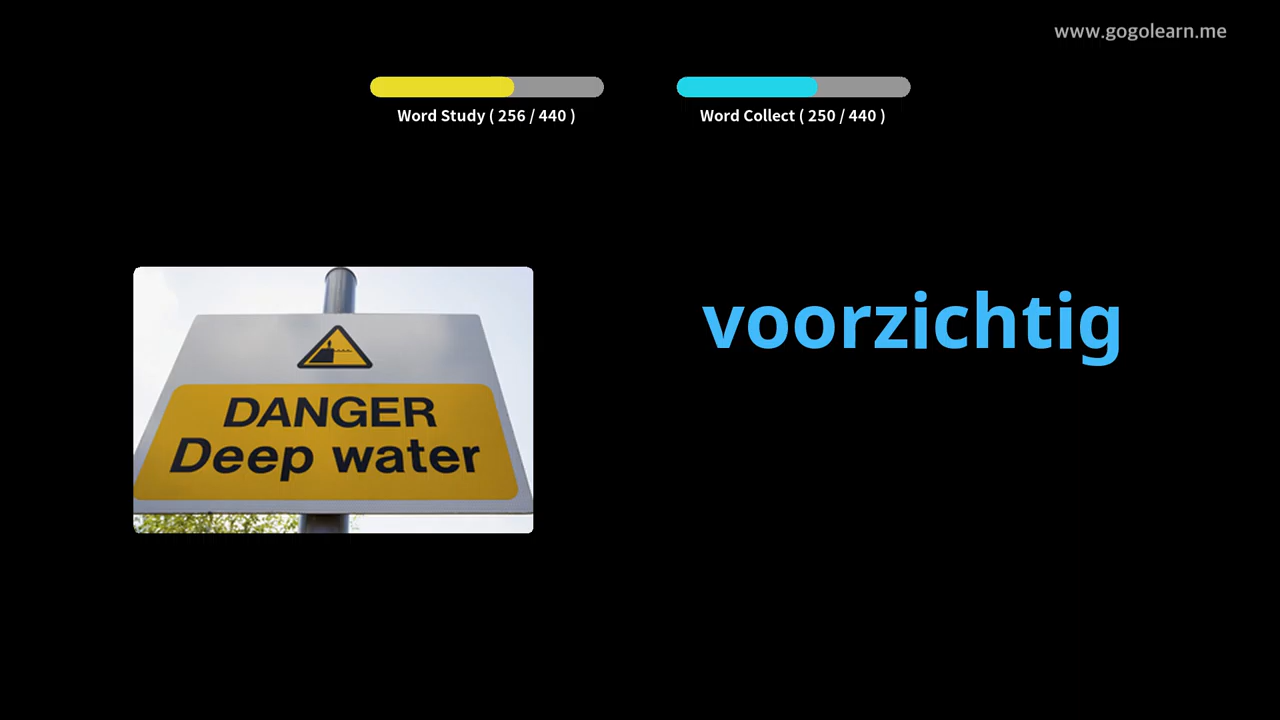 www.gogolearn.me
Word Study ( 256 / 440 )
Word Collect ( 250 / 440 )
DANGER
Deep water
voorzichtig